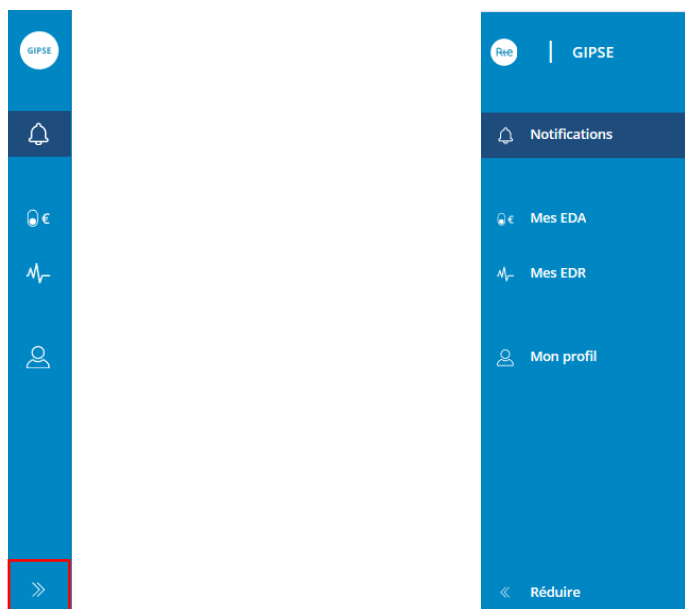 GIPSE
€
Rte
GIPSE
Notifications
€
Mes EDA
Mes EDR
Mon profil
Réduire